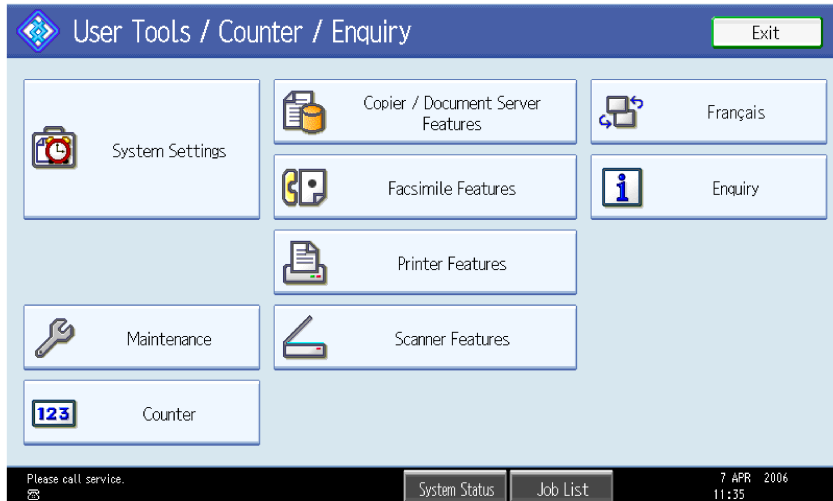 User Tools / Counter / Enquiry
Exit
System Settings
Copier / Document Server
Features
Français
Facsimile Features
Enquiry
Printer Features
Maintenance
Scanner Features
123
Counter
Please call service.
System Status
Job List
7 APR 2006
11:35